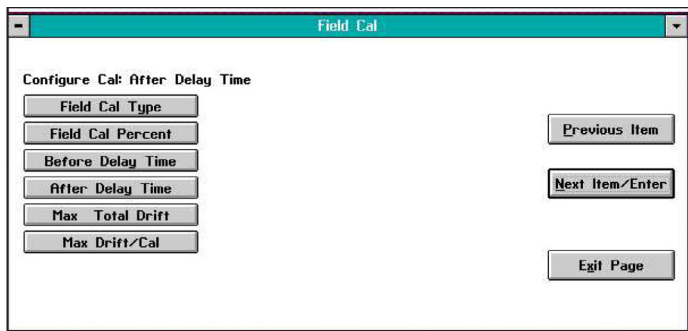 Field Cal
Configure Cal: After Delay Time
Field Cal Type
Field Cal Percent
Before Delay Time
After Delay Time
Max Total Drift
Max Drift/Cal
Previous Item
Next Item/Enter
Exit Page